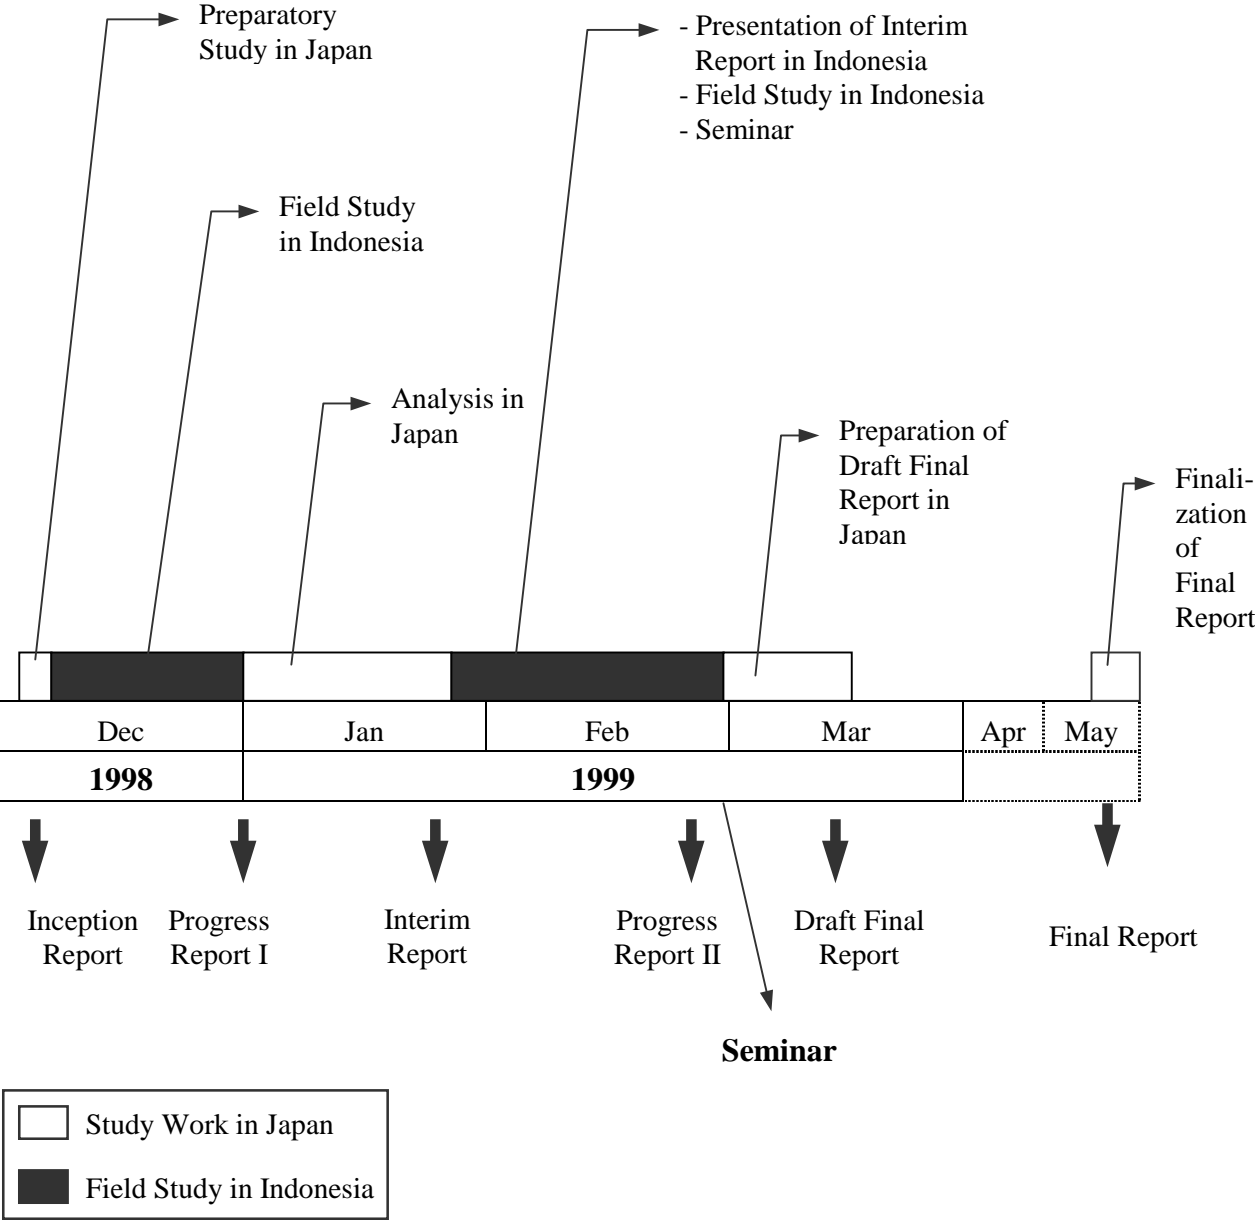 Preparatory
Study in Japan
- Presentation of Interim
Report in Indonesia
- Field Study in Indonesia
- Seminar
Field Study
in Indonesia
Analysis in
Japan
Preparation of
Draft Final
Report in
Japan
Finali-
zation
of
Final
Report
Dec
Jan
Feb
Mar
Apr
May
1998
1999
Inception
Report
Progress
Report I
Interim
Report
Progress
Report II
Draft Final
Report
Final Report
Seminar
Study Work in Japan
Field Study in Indonesia